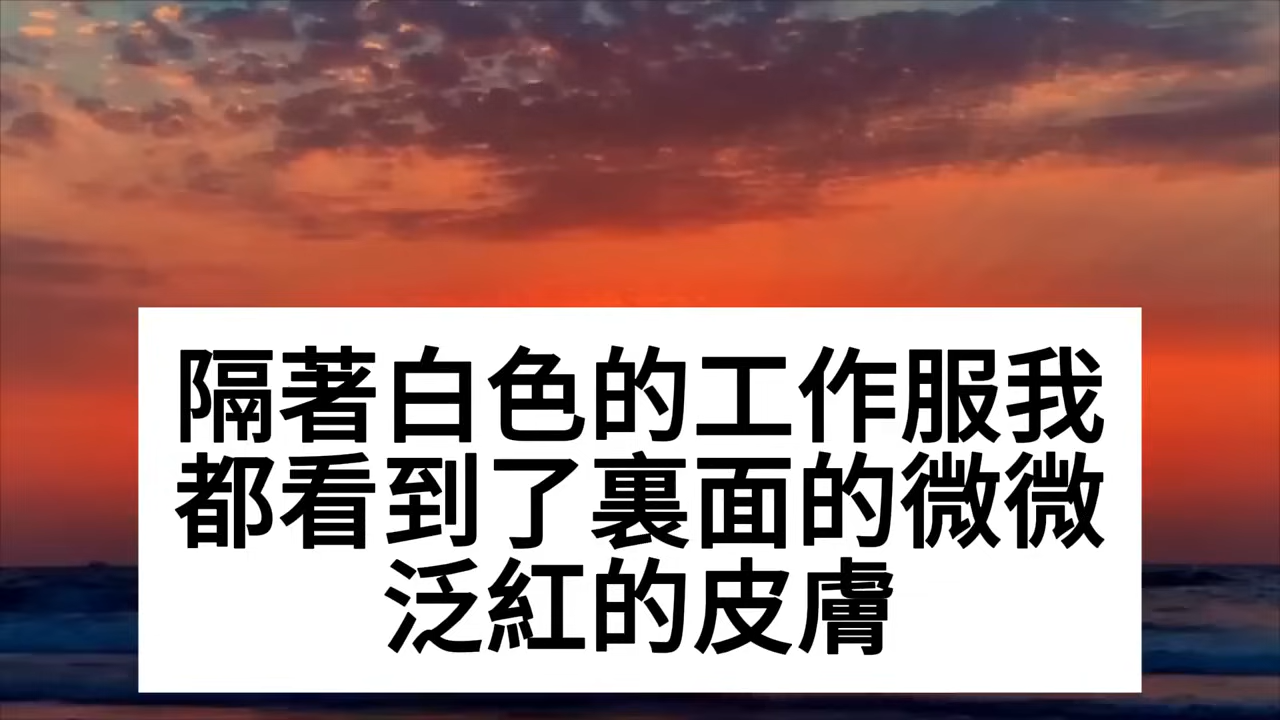 隔著白色的工作服我
都看到了裏面的微微
泛紅的皮膚